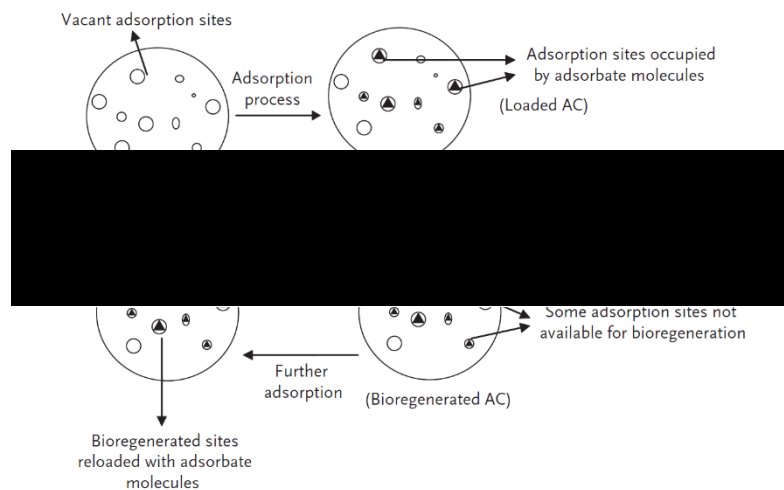 Vacant adsorption sites
Adsorption
process
Adsorption sites occupied
by adsorbate molecules
(Loaded AC)
Some adsorption sites not
available for bioregeneration
Further
adsorption
(Bioregenerated AC)
Bioregenerated sites
reloaded with adsorbate
molecules